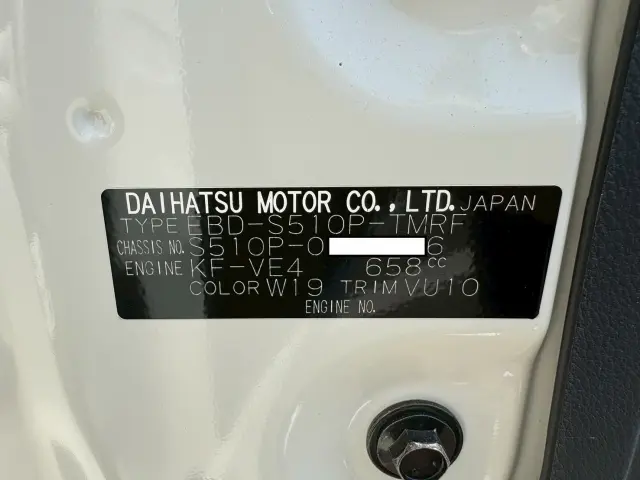 DAIHATSU MOTOR CO.,LTD. JAPAN
TYPE EBD-S510P-TMRF
CHASSIS NO. S510P-0 6
ENGINE KF-VE4 658cc
COLOR W19 TRIM VU10
ENGINE NO.